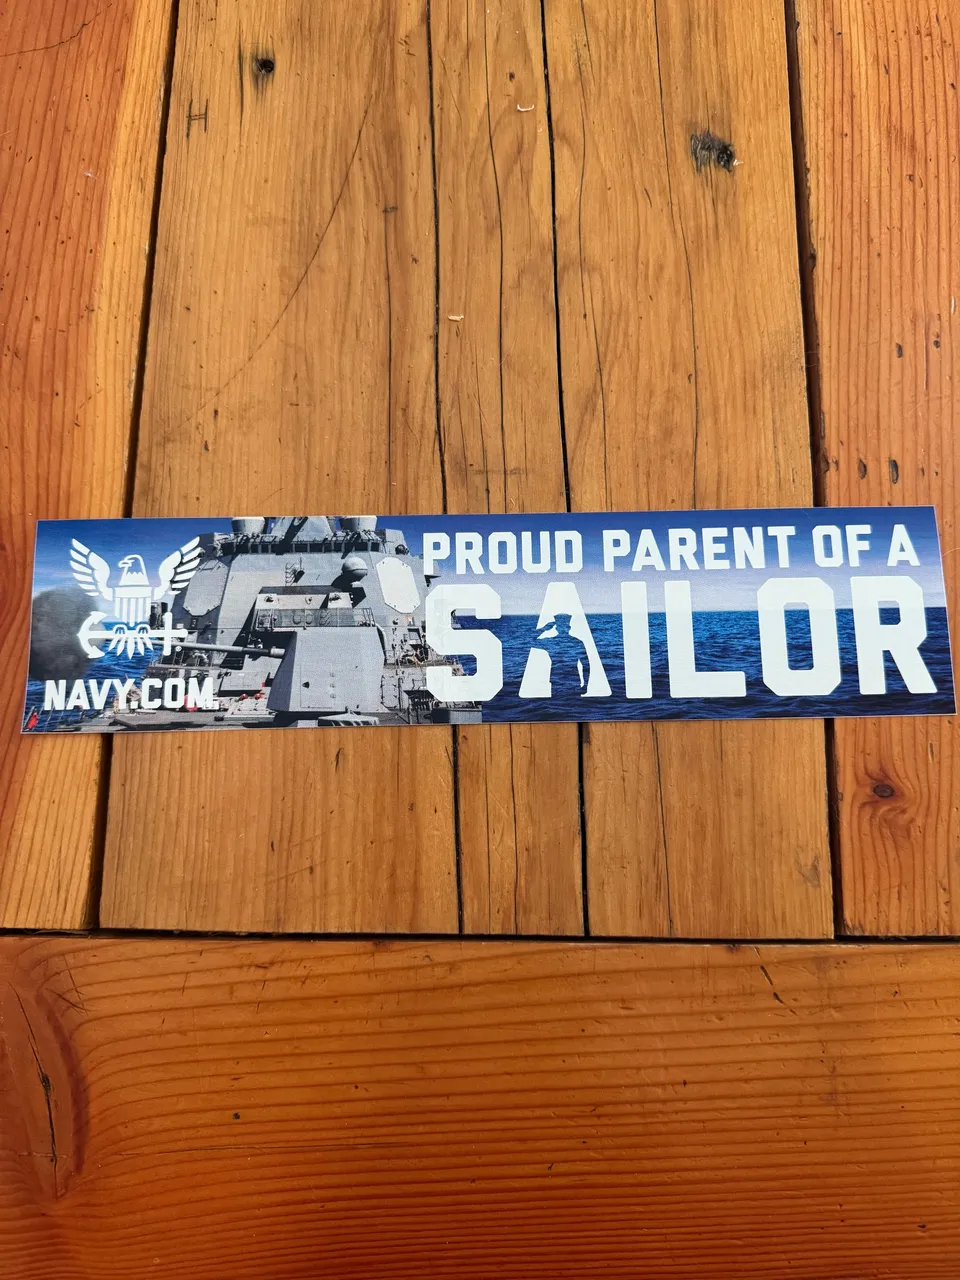 PROUD PARENT OF A
SAILOR
NAVY.COM.